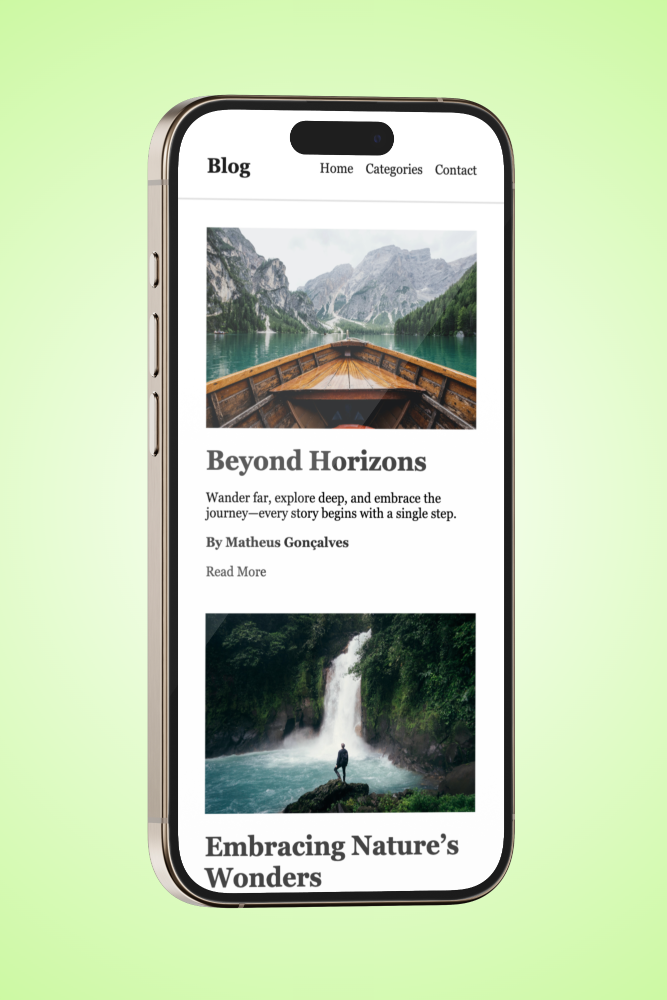 Blog
Home Categories Contact
Beyond Horizons
Wander far, explore deep, and embrace the
journey—every story begins with a single step.
By Matheus Gonçalves
Read More
Embracing Nature’s
Wonders